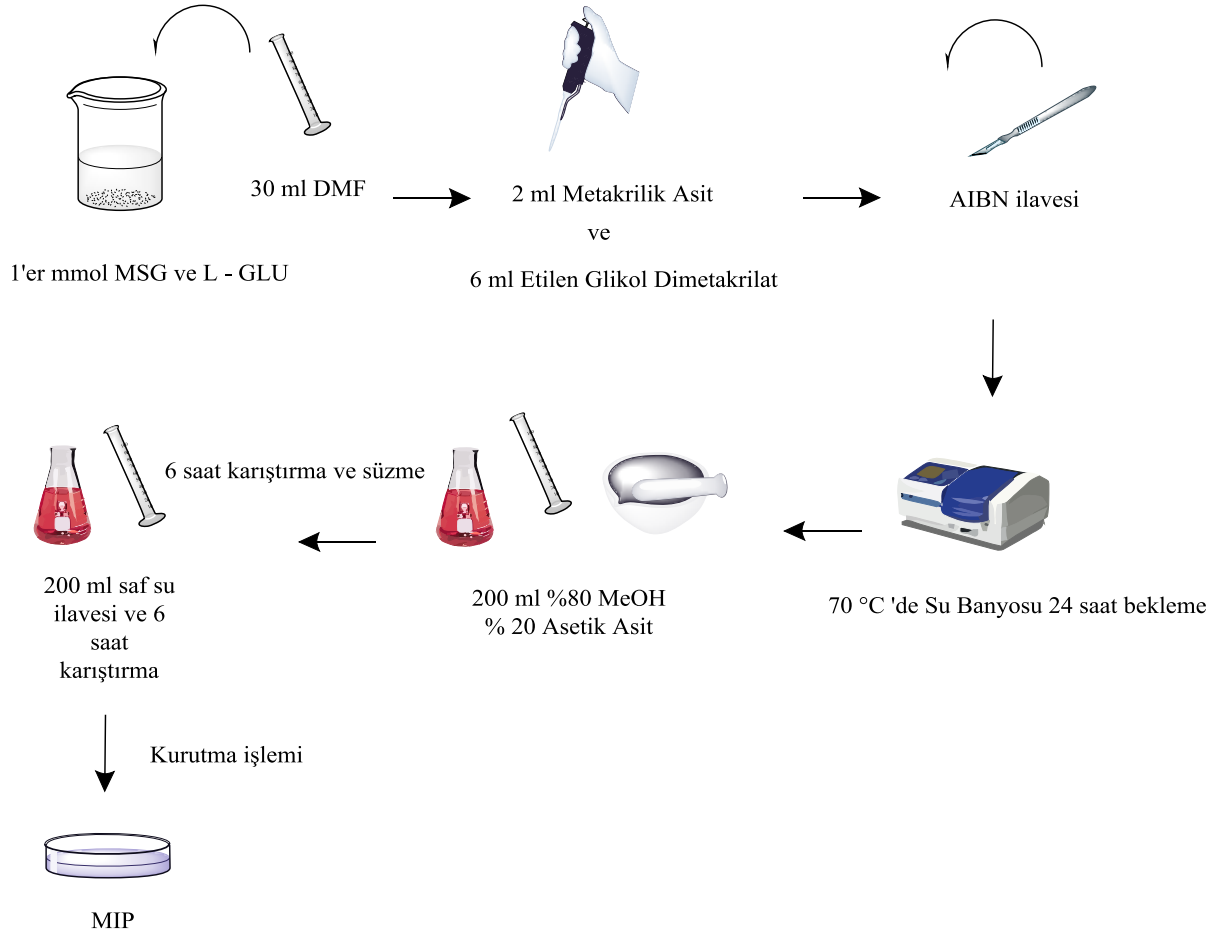 30 ml DMF
1'er mmol MSG ve L - GLU
2 ml Metakrilik Asit
ve
6 ml Etilen Glikol Dimetakrilat
AIBN ilavesi
70 °C 'de Su Banyosu 24 saat bekleme
200 ml %80 MeOH
% 20 Asetik Asit
6 saat karıştırma ve süzme
200 ml saf su
ilavesi ve 6
saat
karıştırma
Kurutma işlemi
MIP